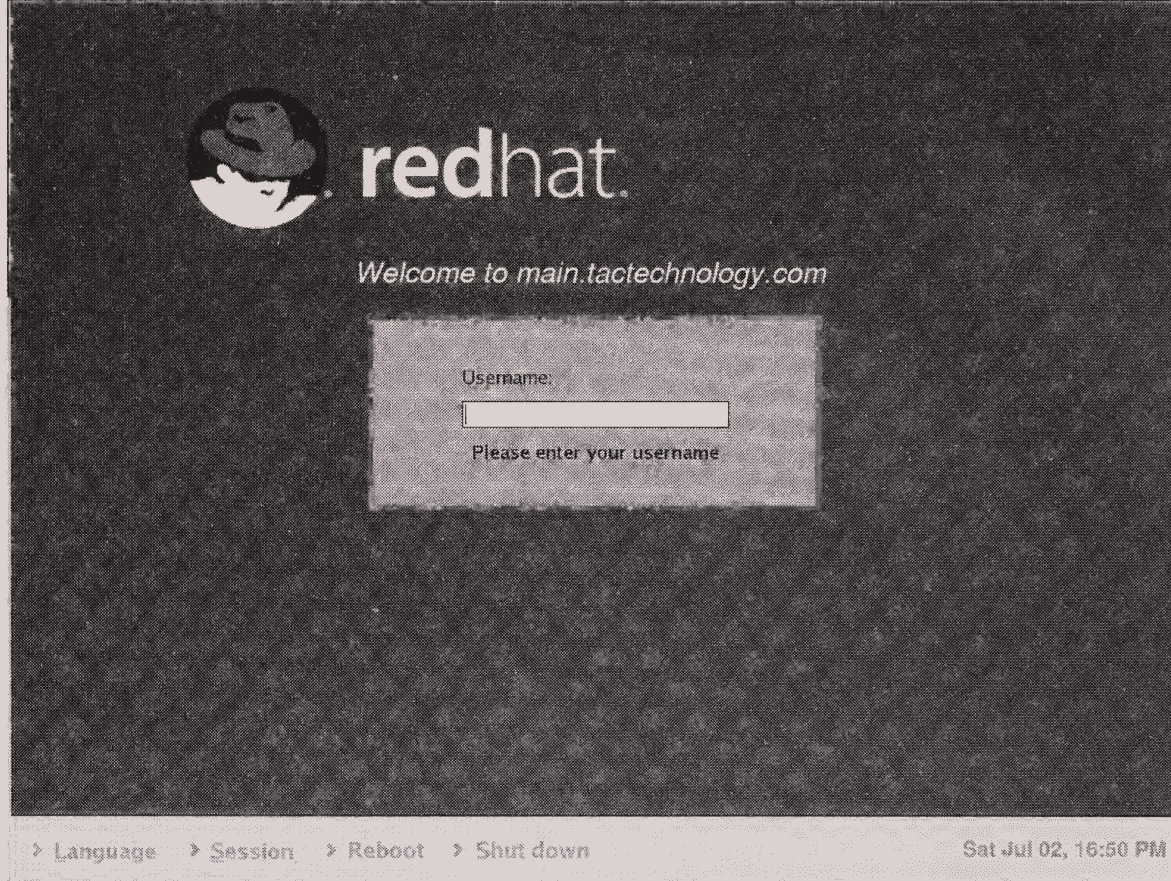 redhat.
Welcome to main.tactechnology.com
Username:
Please enter your username
Language
Session
Reboot
Shut down
Sat Jul 02, 16:50 PM